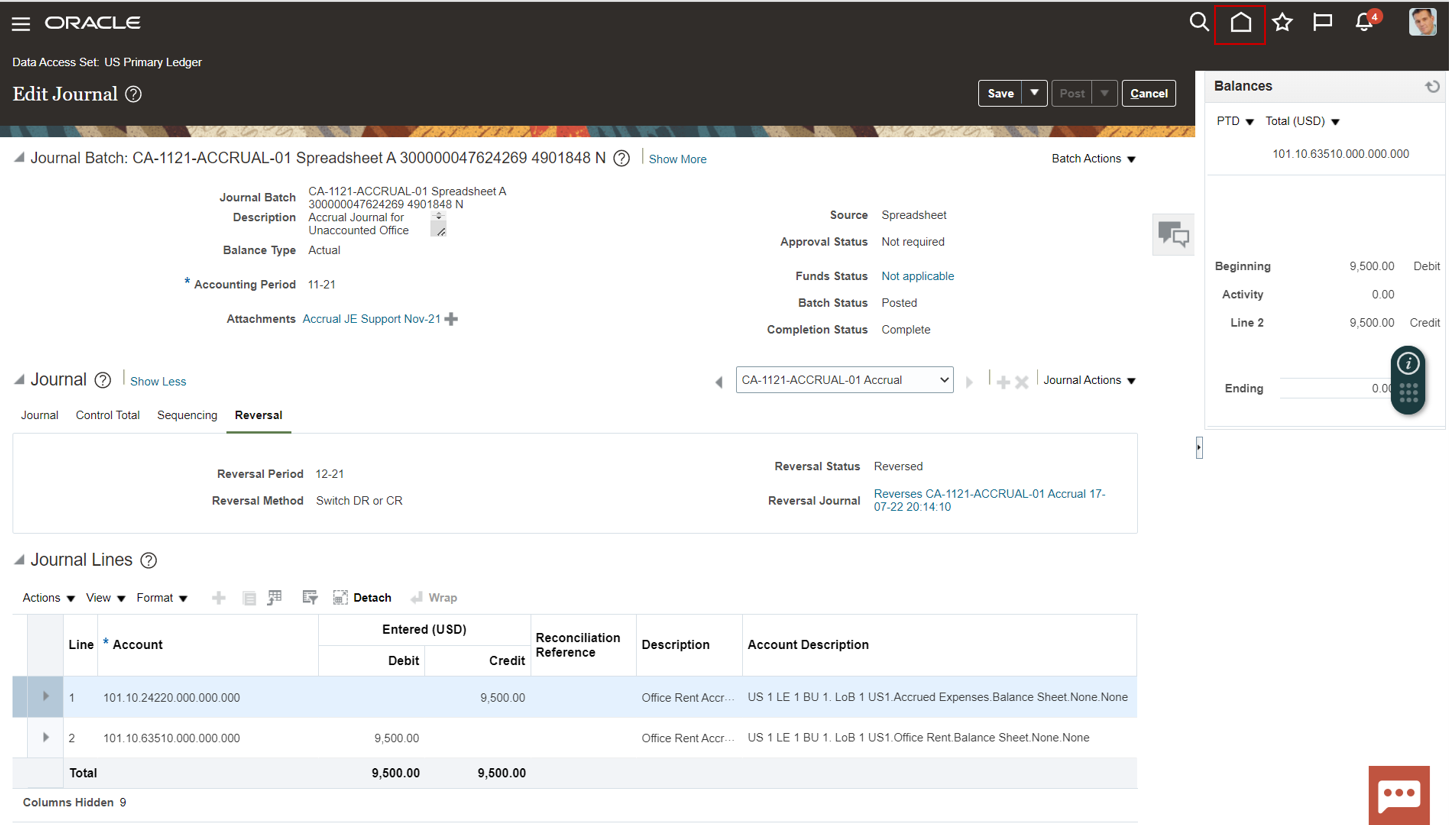 ORACLE
4
Data Access Set: US Primary Ledger
Edit Journal
Save
Post
Cancel
Balances
PTD Total (USD)
101.10.63510.000.000.000
Beginning 9,500.00 Debit
Activity 0.00
Line 2 9,500.00 Credit
Ending 0.00
Journal Batch: CA-1121-ACCRUAL-01 Spreadsheet A 300000047624269 4901848 N
Show More
Batch Actions
Journal Batch CA-1121-ACCRUAL-01 Spreadsheet A
300000047624269 4901848 N
Description Accrual Journal for
Unaccounted Office
Balance Type Actual
* Accounting Period 11-21
Attachments Accrual JE Support Nov-21
Source Spreadsheet
Approval Status Not required
Funds Status Not applicable
Batch Status Posted
Completion Status Complete
Journal
Show Less
CA-1121-ACCRUAL-01 Accrual
Journal Actions
Journal Control Total Sequencing Reversal
Reversal Period 12-21
Reversal Method Switch DR or CR
Reversal Status Reversed
Reversal Journal Reverses CA-1121-ACCRUAL-01 Accrual 17-
07-22 20:14:10
Journal Lines
Actions View Format Detach Wrap
Entered (USD)
Line * Account Debit Credit
Reconciliation
Reference
Description Account Description
1 101.10.24220.000.000.000 9,500.00 Office Rent Accr... US 1 LE 1 BU 1. LoB 1 US1.Accrued Expenses.Balance Sheet.None.None
2 101.10.63510.000.000.000 9,500.00 Office Rent Accr... US 1 LE 1 BU 1. LoB 1 US1.Office Rent.Balance Sheet.None.None
Total 9,500.00 9,500.00
Columns Hidden 9